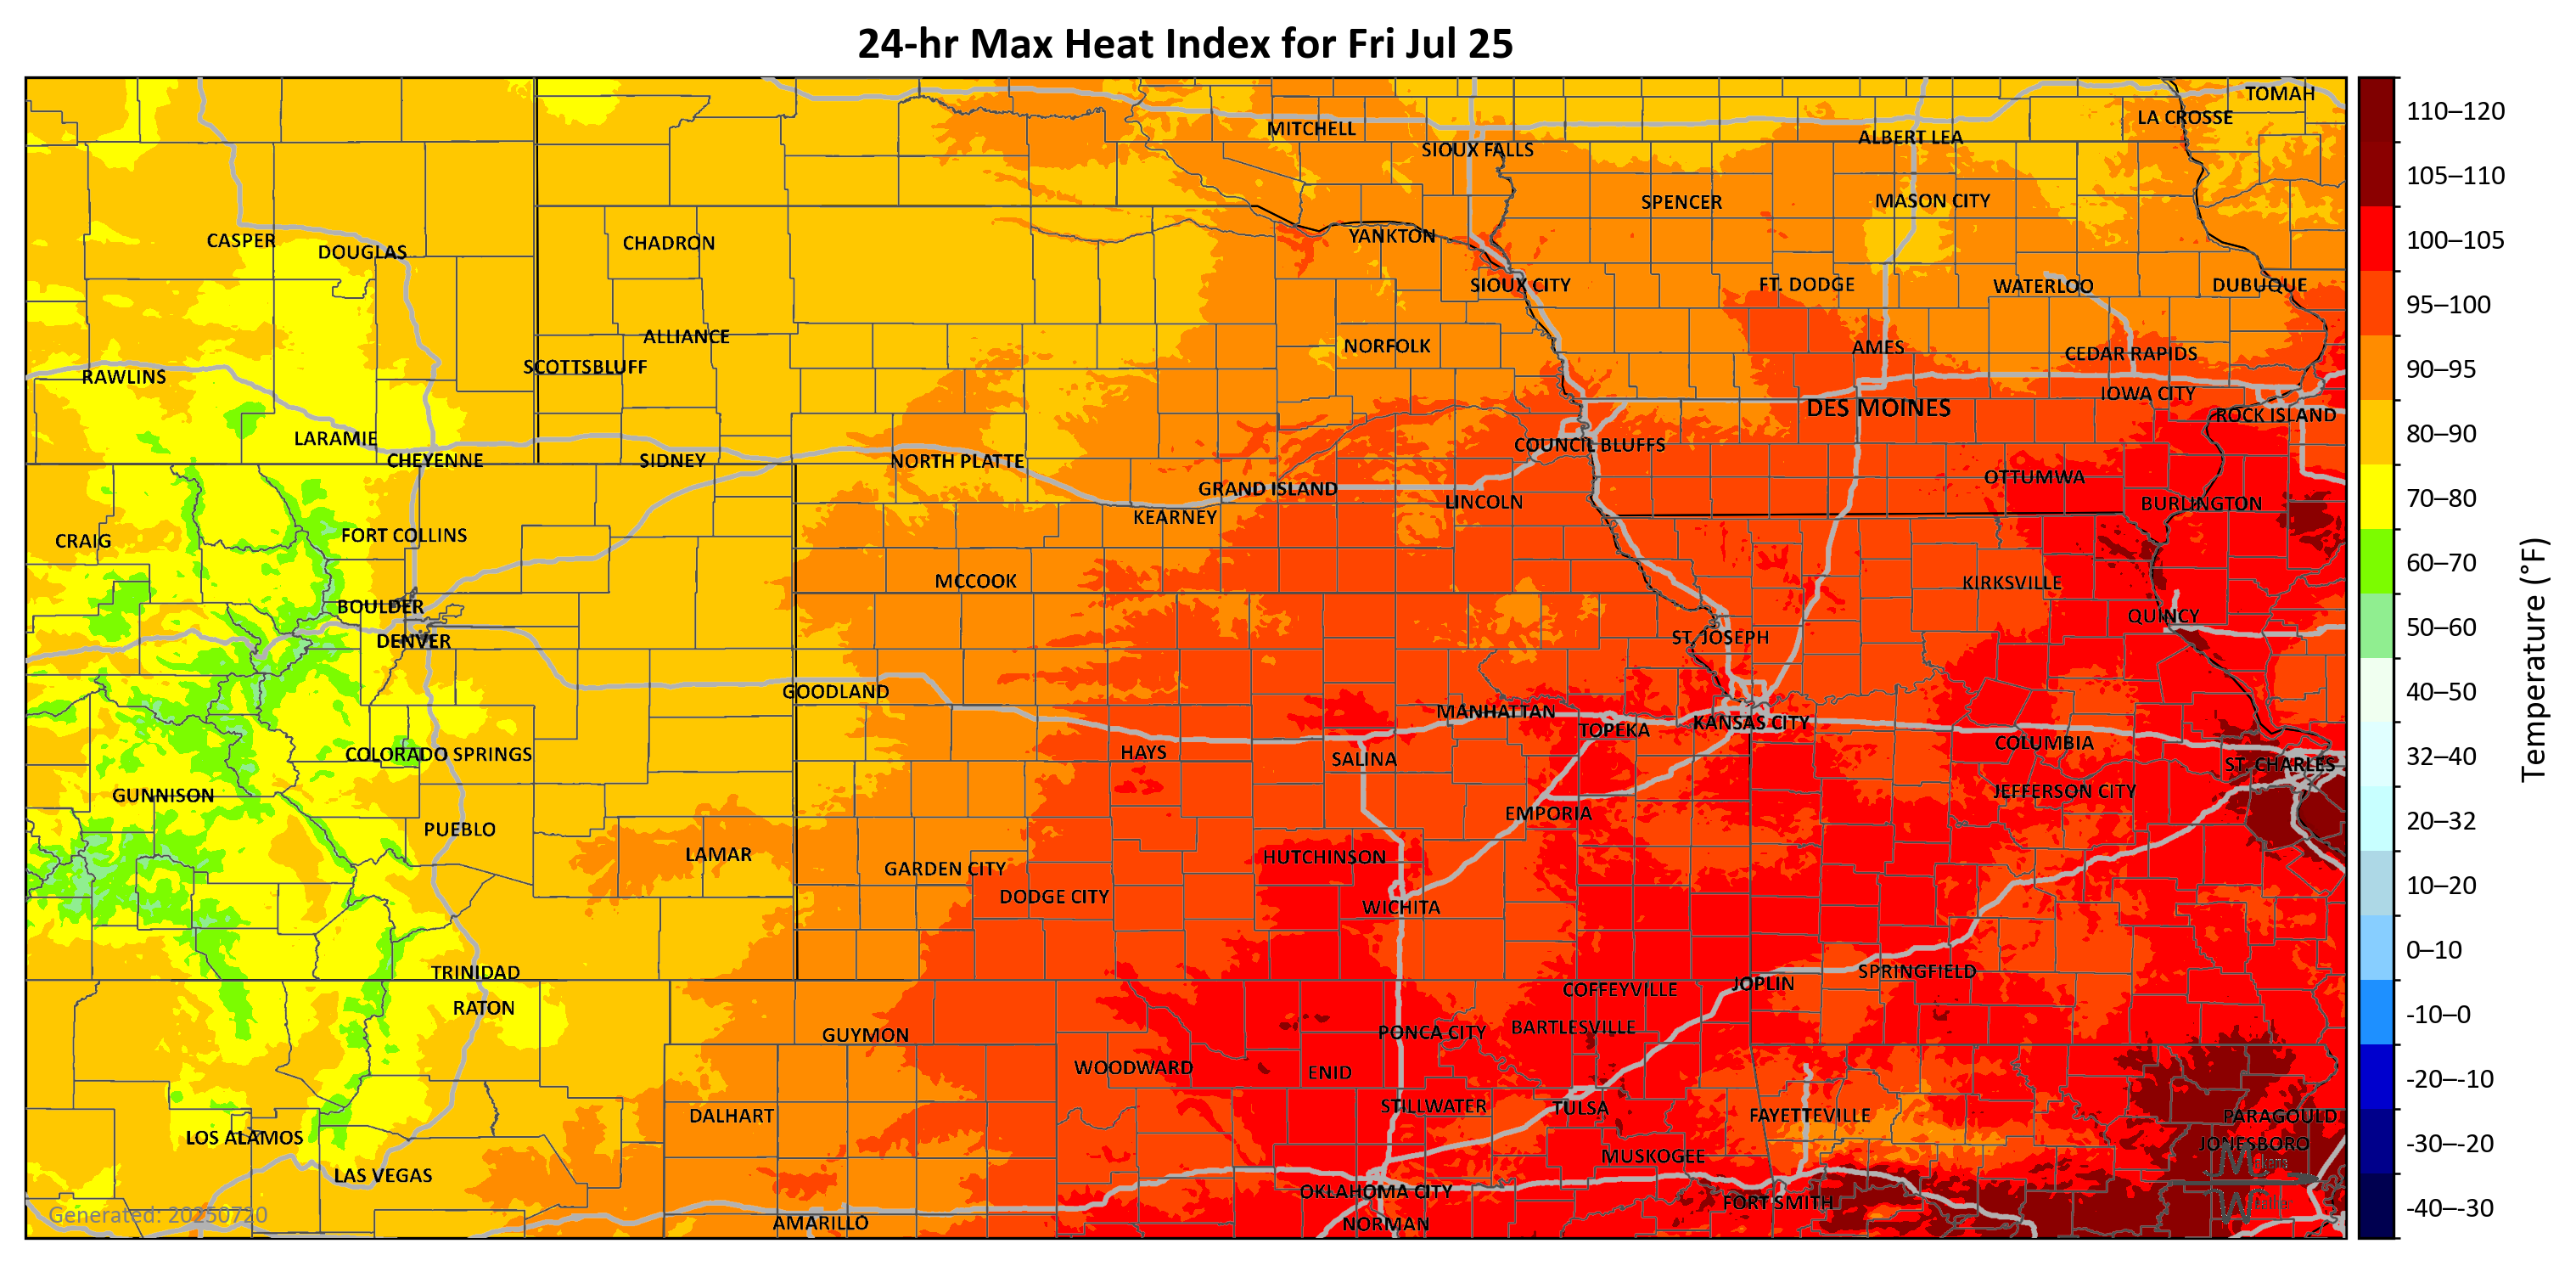 24-hr Max Heat Index for Fri Jul 25
TOMAH
LA CROSSE
MITCHELL
ALBERT LEA
SIOUX FALLS
SPENCER
MASON CITY
CASPER
DOUGLAS
CHADRON
YANKTON
SIOUX CITY
FT. DODGE
WATERLOO
DUBUQUE
ALLIANCE
NORFOLK
AMES
CEDAR RAPIDS
SCOTTSBLUFF
RAWLINS
IOWA CITY
DES MOINES
ROCK ISLAND
LARAMIE
COUNCIL BLUFFS
CHEYENNE
SIDNEY
NORTH PLATTE
OTTUMWA
GRAND ISLAND
LINCOLN
BURLINGTON
KEARNEY
FORT COLLINS
CRAIG
MCCOOK
KIRKSVILLE
BOULDER
QUINCY
DENVER
ST. JOSEPH
GOODLAND
MANHATTAN
KANSAS CITY
TOPEKA
COLUMBIA
COLORADO SPRINGS
HAYS
SALINA
ST. CHARLES
GUNNISON
JEFFERSON CITY
EMPORIA
PUEBLO
LAMAR
HUTCHINSON
GARDEN CITY
DODGE CITY
WICHITA
TRINIDAD
SPRINGFIELD
JOPLIN
COFFEYVILLE
RATON
GUYMON
PONCA CITY
BARTLESVILLE
WOODWARD
ENID
STILLWATER
TULSA
DALHART
FAYETTEVILLE
PARAGOULD
LOS ALAMOS
JONESBORO
MUSKOGEE
LAS VEGAS
OKLAHOMA CITY
FORT SMITH
AMARILLO
NORMAN
Generated: 20250720
110–120
105–110
100–105
95–100
90–95
80–90
70–80
60–70
50–60
40–50
32–40
20–32
10–20
0–10
-10–0
-20–-10
-30–-20
-40–-30
Temperature (°F)